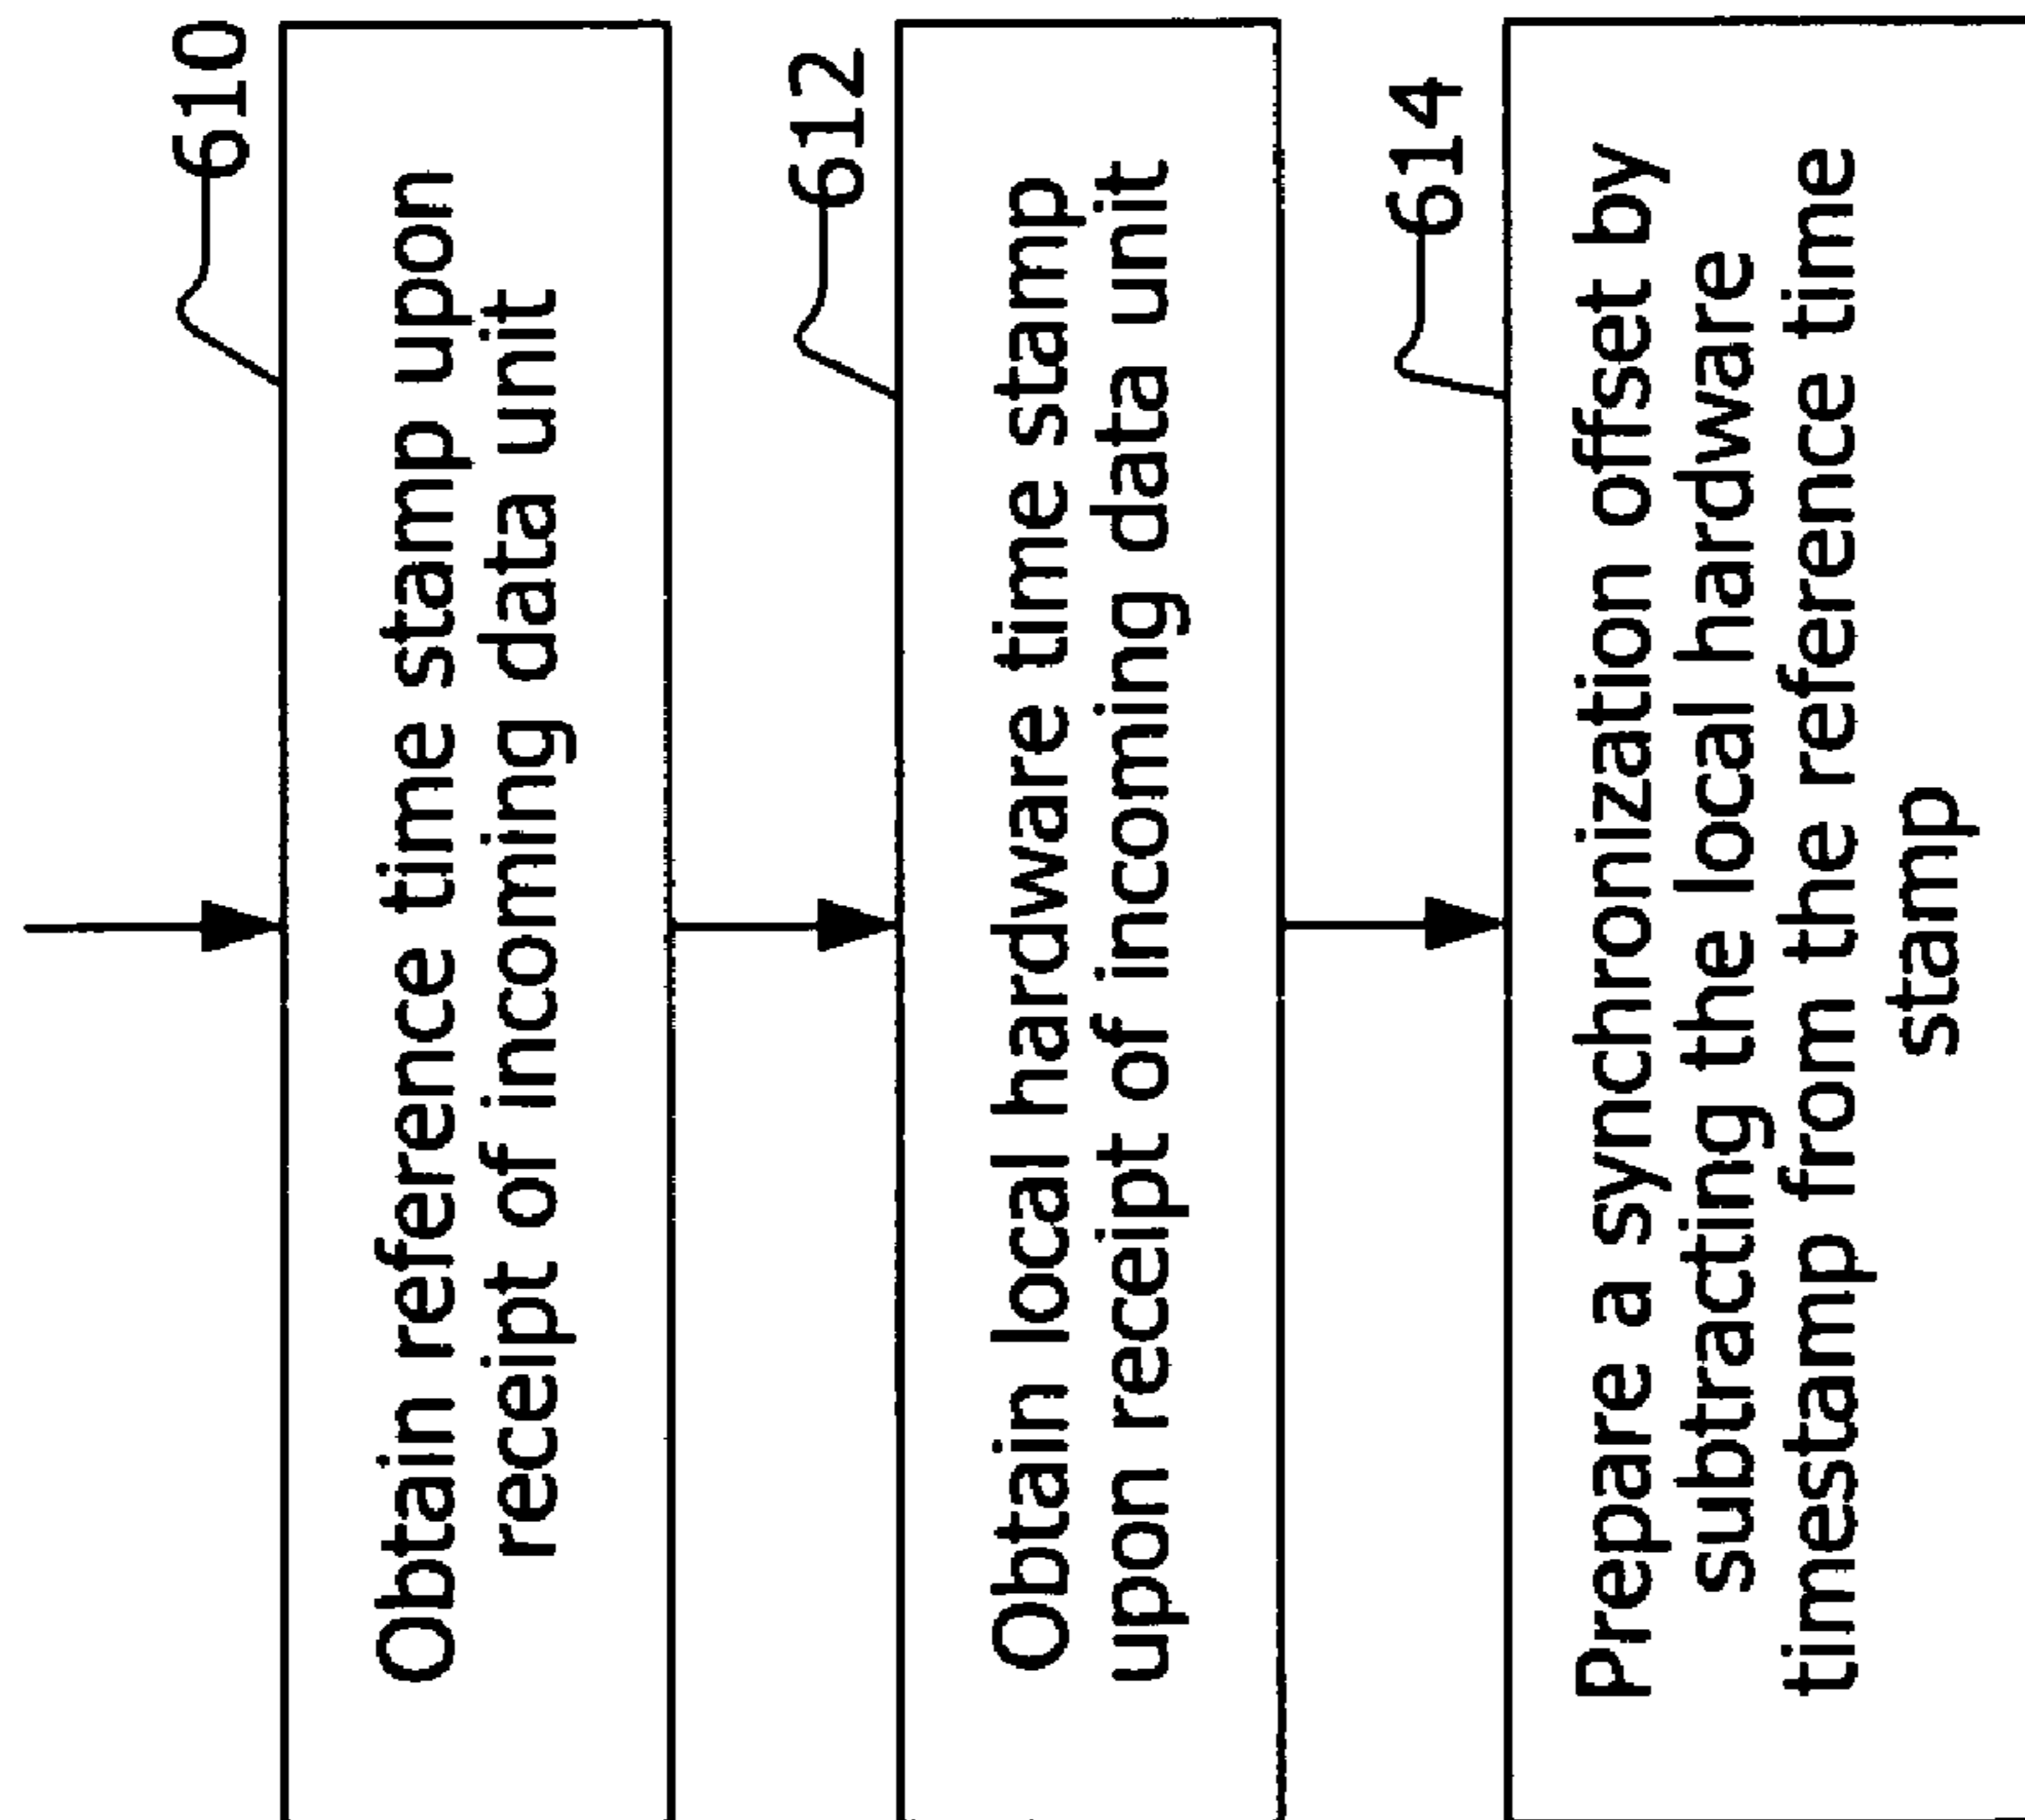 610
Obtain reference time stamp upon
receipt of incoming data unit
612
Obtain local hardware time stamp
upon receipt of incoming data unit
614
Prepare a synchronization offset by
subtracting the local hardware
timestamp from the reference time
stamp